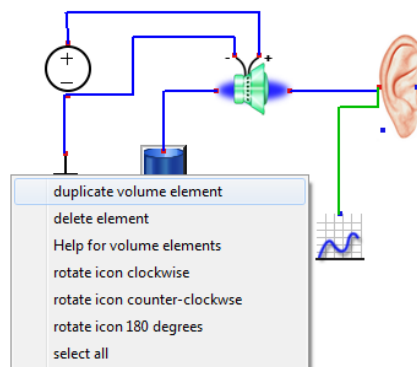 +
-
- +
duplicate volume element
delete element
Help for volume elements
rotate icon clockwise
rotate icon counter-clockwse
rotate icon 180 degrees
select all